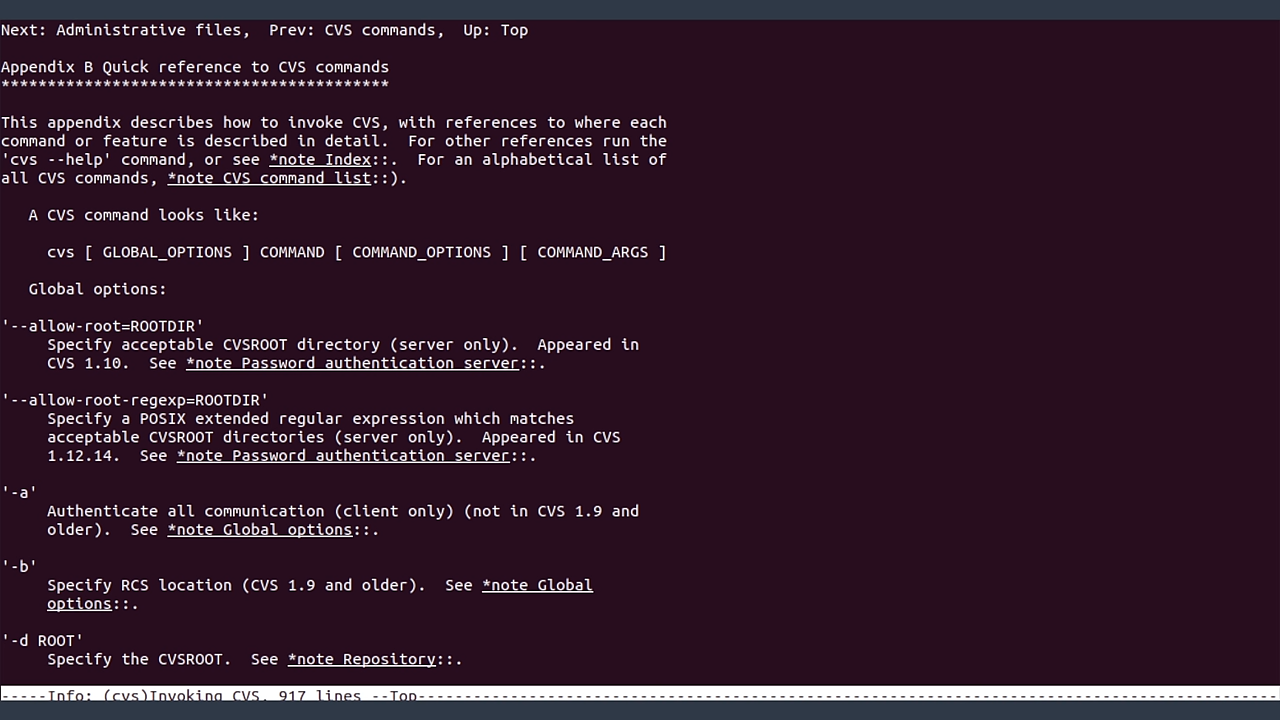 Next: Administrative files,  Prev: CVS commands,  Up: Top
Appendix B Quick reference to CVS commands
******************************************
This appendix describes how to invoke CVS, with references to where each
command or feature is described in detail.  For other references run the
'cvs --help' command, or see *note Index::.  For an alphabetical list of
all CVS commands, *note CVS command list::).
A CVS command looks like:
cvs [ GLOBAL_OPTIONS ] COMMAND [ COMMAND_OPTIONS ] [ COMMAND_ARGS ]
Global options:
'--allow-root=ROOTDIR'
Specify acceptable CVSROOT directory (server only).  Appeared in
CVS 1.10.  See *note Password authentication server::.
'--allow-root-regexp=ROOTDIR'
Specify a POSIX extended regular expression which matches
acceptable CVSROOT directories (server only).  Appeared in CVS
1.12.14.  See *note Password authentication server::.
'-a'
Authenticate all communication (client only) (not in CVS 1.9 and
older).  See *note Global options::.
'-b'
Specify RCS location (CVS 1.9 and older).  See *note Global
options::.
'-d ROOT'
Specify the CVSROOT.  See *note Repository::.
-----Info: (cvs)Invoking CVS, 917 lines --Top---------------------------------------------------------------------------------------------